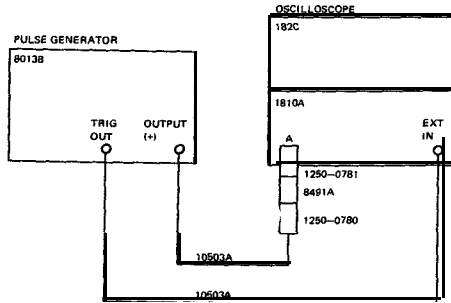 OSCILLOSCOPE
182C
PULSE GENERATOR
8013B
1810A
TRIG
OUT
OUTPUT
(+)
A
EXT
IN
1250-0781
8491A
1250-0780
10503A
10503A